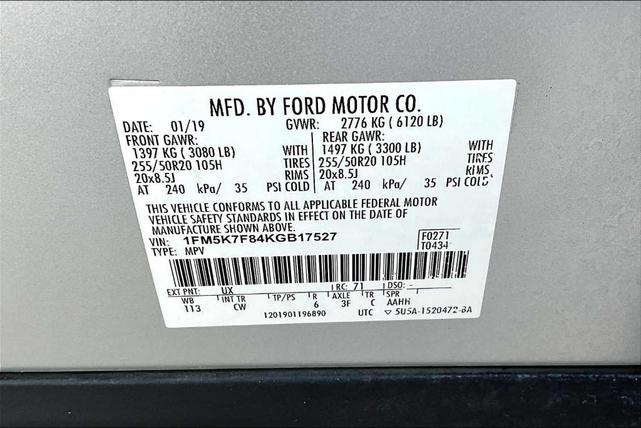 MFD. BY FORD MOTOR CO.
DATE: 01/19 GVWR: 2776 KG ( 6120 LB)
FRONT GAWR: REAR GAWR:
1397 KG ( 3080 LB) WITH 1497 KG ( 3300 LB) WITH
255/50R20 105H TIRES 255/50R20 105H TIRES
20x8.5J RIMS 20x8.5J RIMS
AT 240 kPa/ 35 PSI COLD AT 240 kPa/ 35 PSI COLD
THIS VEHICLE CONFORMS TO ALL APPLICABLE FEDERAL MOTOR
VEHICLE SAFETY STANDARDS IN EFFECT ON THE DATE OF
MANUFACTURE SHOWN ABOVE.
VIN: 1FM5K7F84KGB17527 F0271
TYPE: MPV T0434
EXT PNT: UX RC: 71 DSO: -
WB INT TR TP/PS R AXLE TR SPR
113 CW 6 3F C AAHH
1201901196890 UTC ▽ 5U5A-1520472-BA